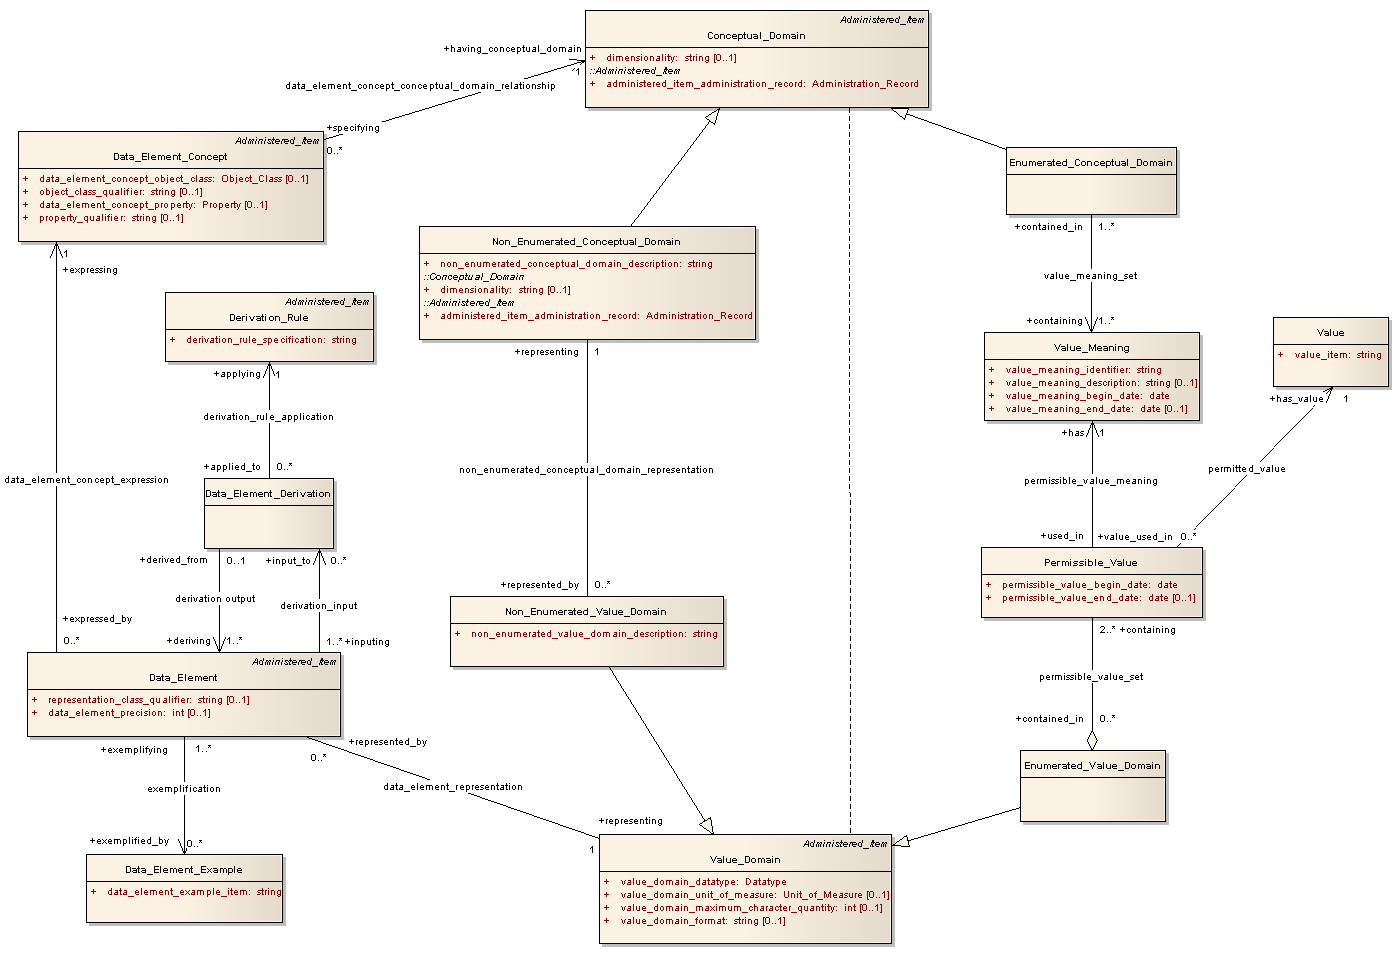 Administered_Item
Conceptual_Domain
+ dimensionality: string [0..1]
::Administered_Item
+ administered_item_administration_record: Administration_Record
+having_conceptual_domain
1
data_element_concept_conceptual_domain_relationship
+specifying
0..*
Administered_Item
Data_Element_Concept
+ data_element_concept_object_class: Object_Class [0..1]
+ object_class_qualifier: string [0..1]
+ data_element_concept_property: Property [0..1]
+ property_qualifier: string [0..1]
Enumerated_Conceptual_Domain
+contained_in 1..*
value_meaning_set
+containing 1..*
Non_Enumerated_Conceptual_Domain
+ non_enumerated_conceptual_domain_description: string
::Conceptual_Domain
+ dimensionality: string [0..1]
::Administered_Item
+ administered_item_administration_record: Administration_Record
+representing 1
1
+expressing
Administered_Item
Derivation_Rule
+ derivation_rule_specification: string
+applying 1
derivation_rule_application
+applied_to 0..*
Value_Meaning
+ value_meaning_identifier: string
+ value_meaning_description: string [0..1]
+ value_meaning_begin_date: date
+ value_meaning_end_date: date [0..1]
Value
+ value_item: string
+has_value 1
+has 1
permitted_value
non_enumerated_conceptual_domain_representation
data_element_concept_expression
permissible_value_meaning
Data_Element_Derivation
+used_in +value_used_in 0..*
+derived_from 0..1 +input_to 0..*
Permissible_Value
+ permissible_value_begin_date: date
+ permissible_value_end_date: date [0..1]
+represented_by 0..*
derivation output
derivation_input
Non_Enumerated_Value_Domain
+ non_enumerated_value_domain_description: string
+expressed_by
0..*
+deriving 1..* 1..* +inputing
2..* +containing
permissible_value_set
+contained_in 0..*
Administered_Item
Data_Element
+ representation_class_qualifier: string [0..1]
+ data_element_precision: int [0..1]
+exemplifying 1..*
+represented_by
0..*
exemplification
data_element_representation
Enumerated_Value_Domain
+exemplified_by 0..*
+representing
1
Administered_Item
Value_Domain
+ value_domain_datatype: Datatype
+ value_domain_unit_of_measure: Unit_of_Measure [0..1]
+ value_domain_maximum_character_quantity: int [0..1]
+ value_domain_format: string [0..1]
Data_Element_Example
+ data_element_example_item: string